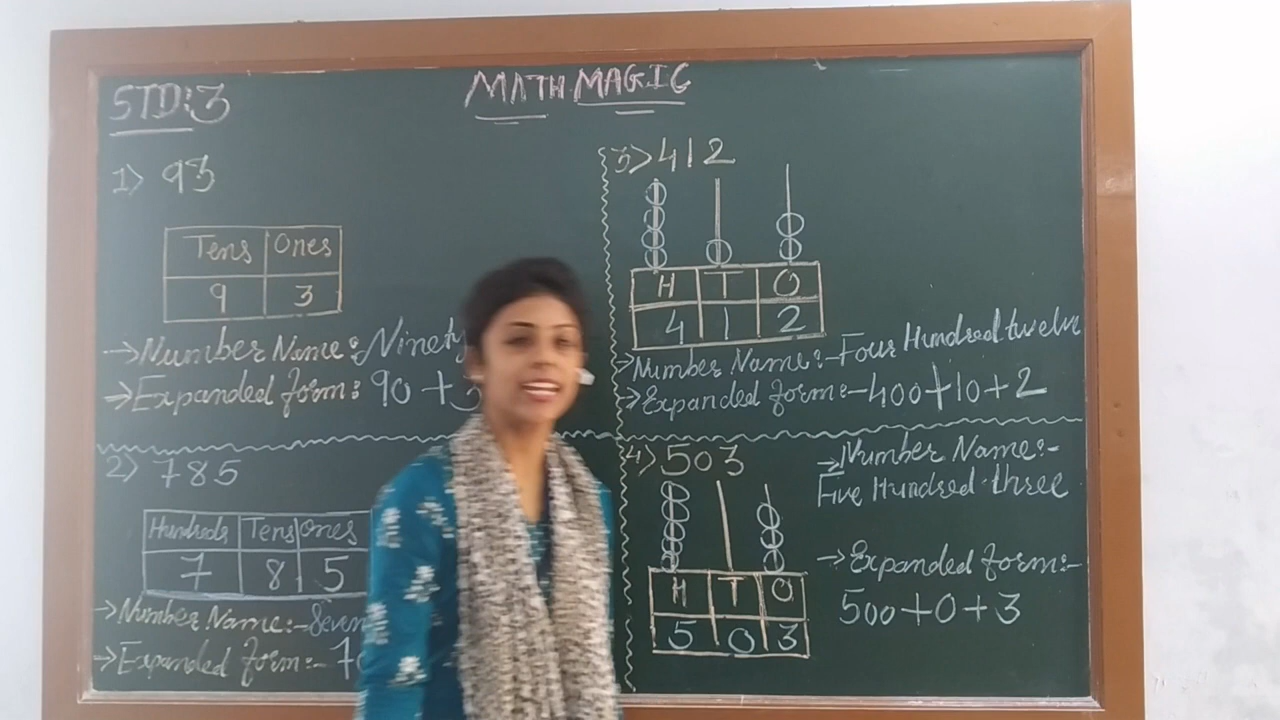 MATH MAGIC
STD:3
1> 93
Tens Ones
9 3
→Number Name:Ninety
→Expanded form: 90+3
2> 785
Hundreds Tens Ones
7 8 5
→Number Name:-Seven
→Expanded form:-
3> 412
H T O
4 1 2
→Number Name:-Four Hundred twelve
→Expanded form:-400+10+2
4> 503
H T O
5 0 3
→Number Name:-
Five Hundred three
→Expanded form:-
500+0+3